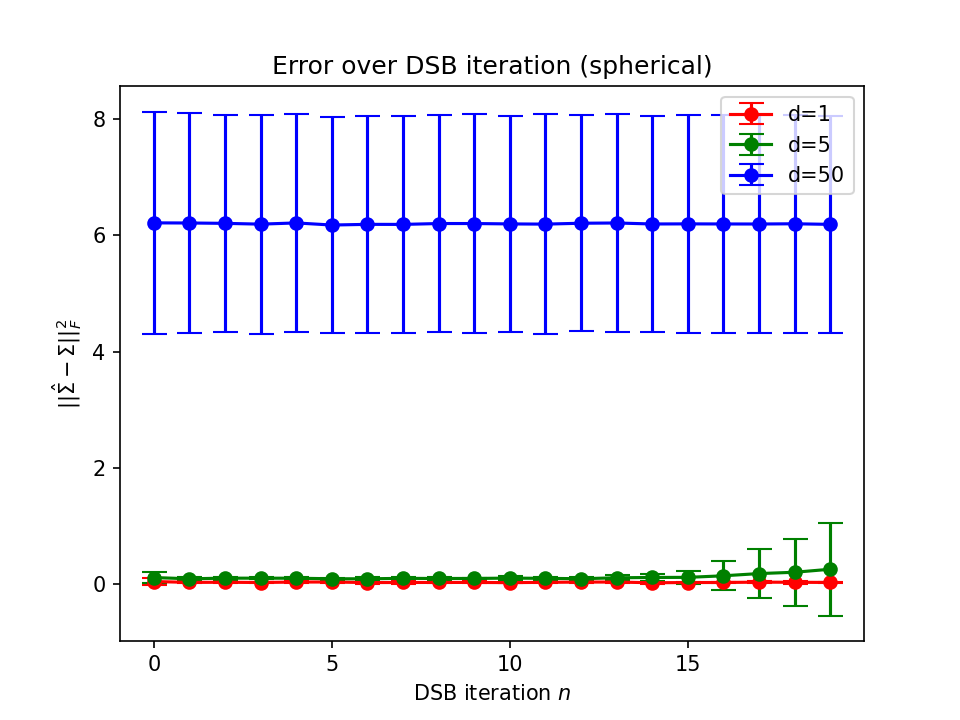 Error over DSB iteration (spherical)
d=1
d=5
d=50
||Σ̂ − Σ||²_F
8
6
4
2
0
0 5 10 15
DSB iteration n